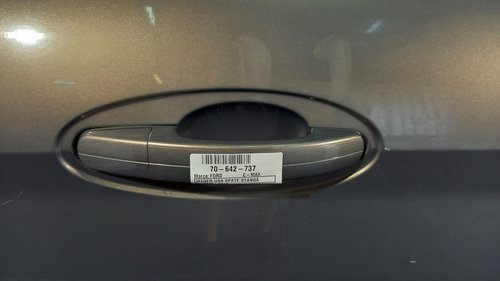 70-642-737
Marca: FORD C-MAX
(MANER USA SPATE STANGA